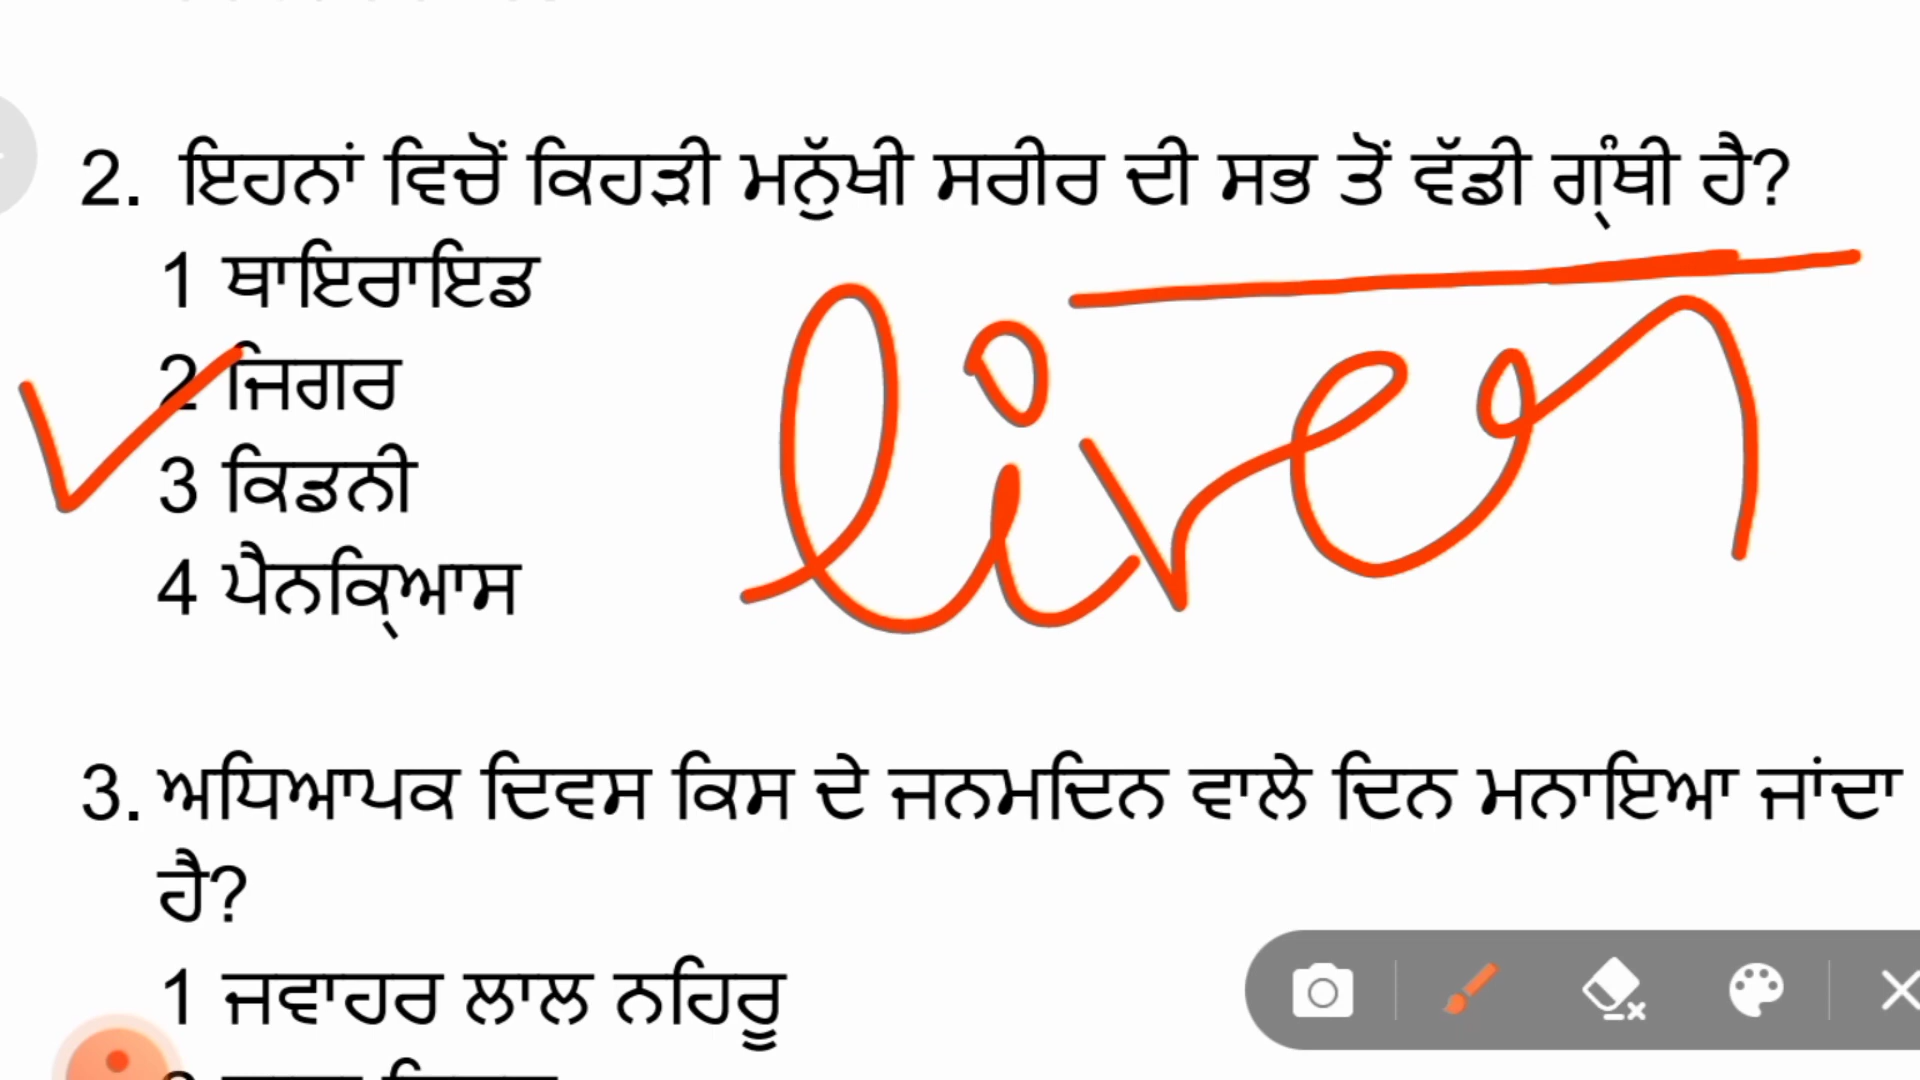 2. ਇਹਨਾਂ ਵਿਚੋਂ ਕਿਹੜੀ ਮਨੁੱਖੀ ਸਰੀਰ ਦੀ ਸਭ ਤੋਂ ਵੱਡੀ ਗ੍ਰੰਥੀ ਹੈ?
1 ਥਾਇਰਾਇਡ
2 ਜਿਗਰ
3 ਕਿਡਨੀ
4 ਪੈਨਕ੍ਰਿਆਸ
liver
3. ਅਧਿਆਪਕ ਦਿਵਸ ਕਿਸ ਦੇ ਜਨਮਦਿਨ ਵਾਲੇ ਦਿਨ ਮਨਾਇਆ ਜਾਂਦਾ
ਹੈ?
1 ਜਵਾਹਰ ਲਾਲ ਨਹਿਰੂ